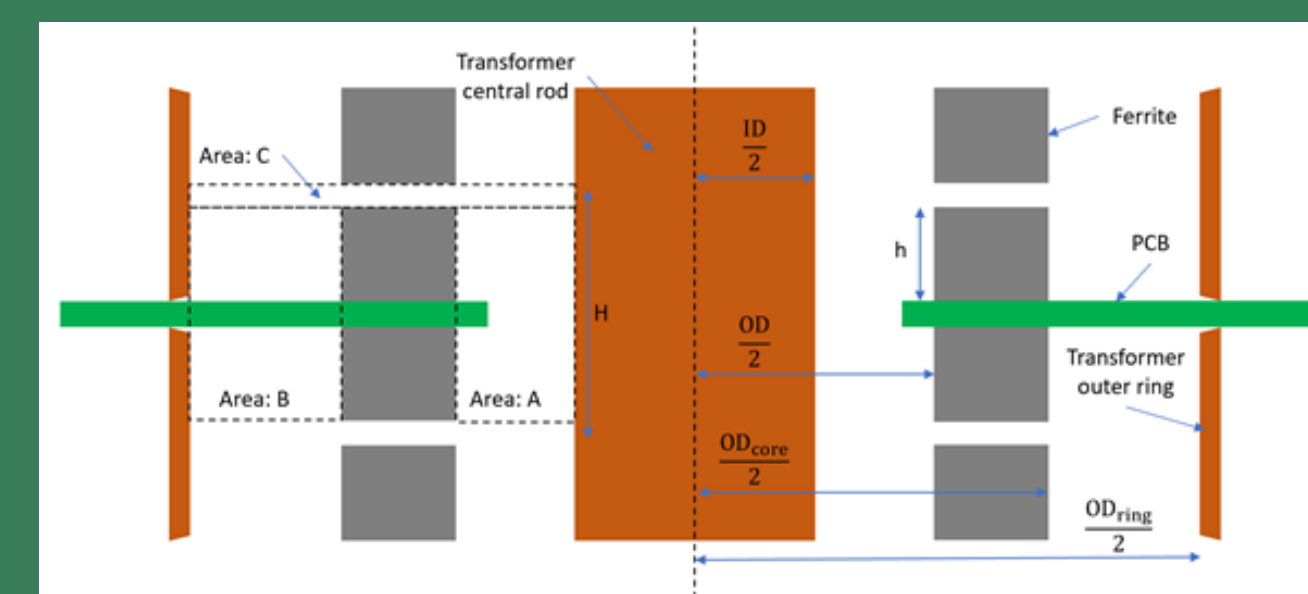 Transformer
central rod
Area: C
ID
2
Ferrite
h
PCB
H
OD
2
Transformer
outer ring
Area: B
Area: A
OD_core
2
OD_ring
2